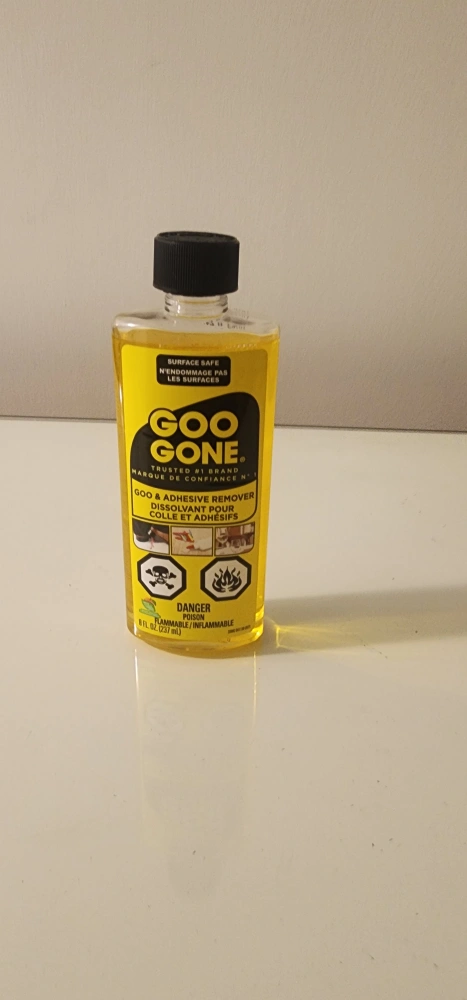 SURFACE SAFE
N'ENDOMMAGE PAS
LES SURFACES
GOO
GONE®
TRUSTED #1 BRAND
MARQUE DE CONFIANCE N° 1
GOO & ADHESIVE REMOVER
DISSOLVANT POUR
COLLE ET ADHÉSIFS
DANGER
POISON
FLAMMABLE/INFLAMMABLE
8 FL. OZ. (237 mL)